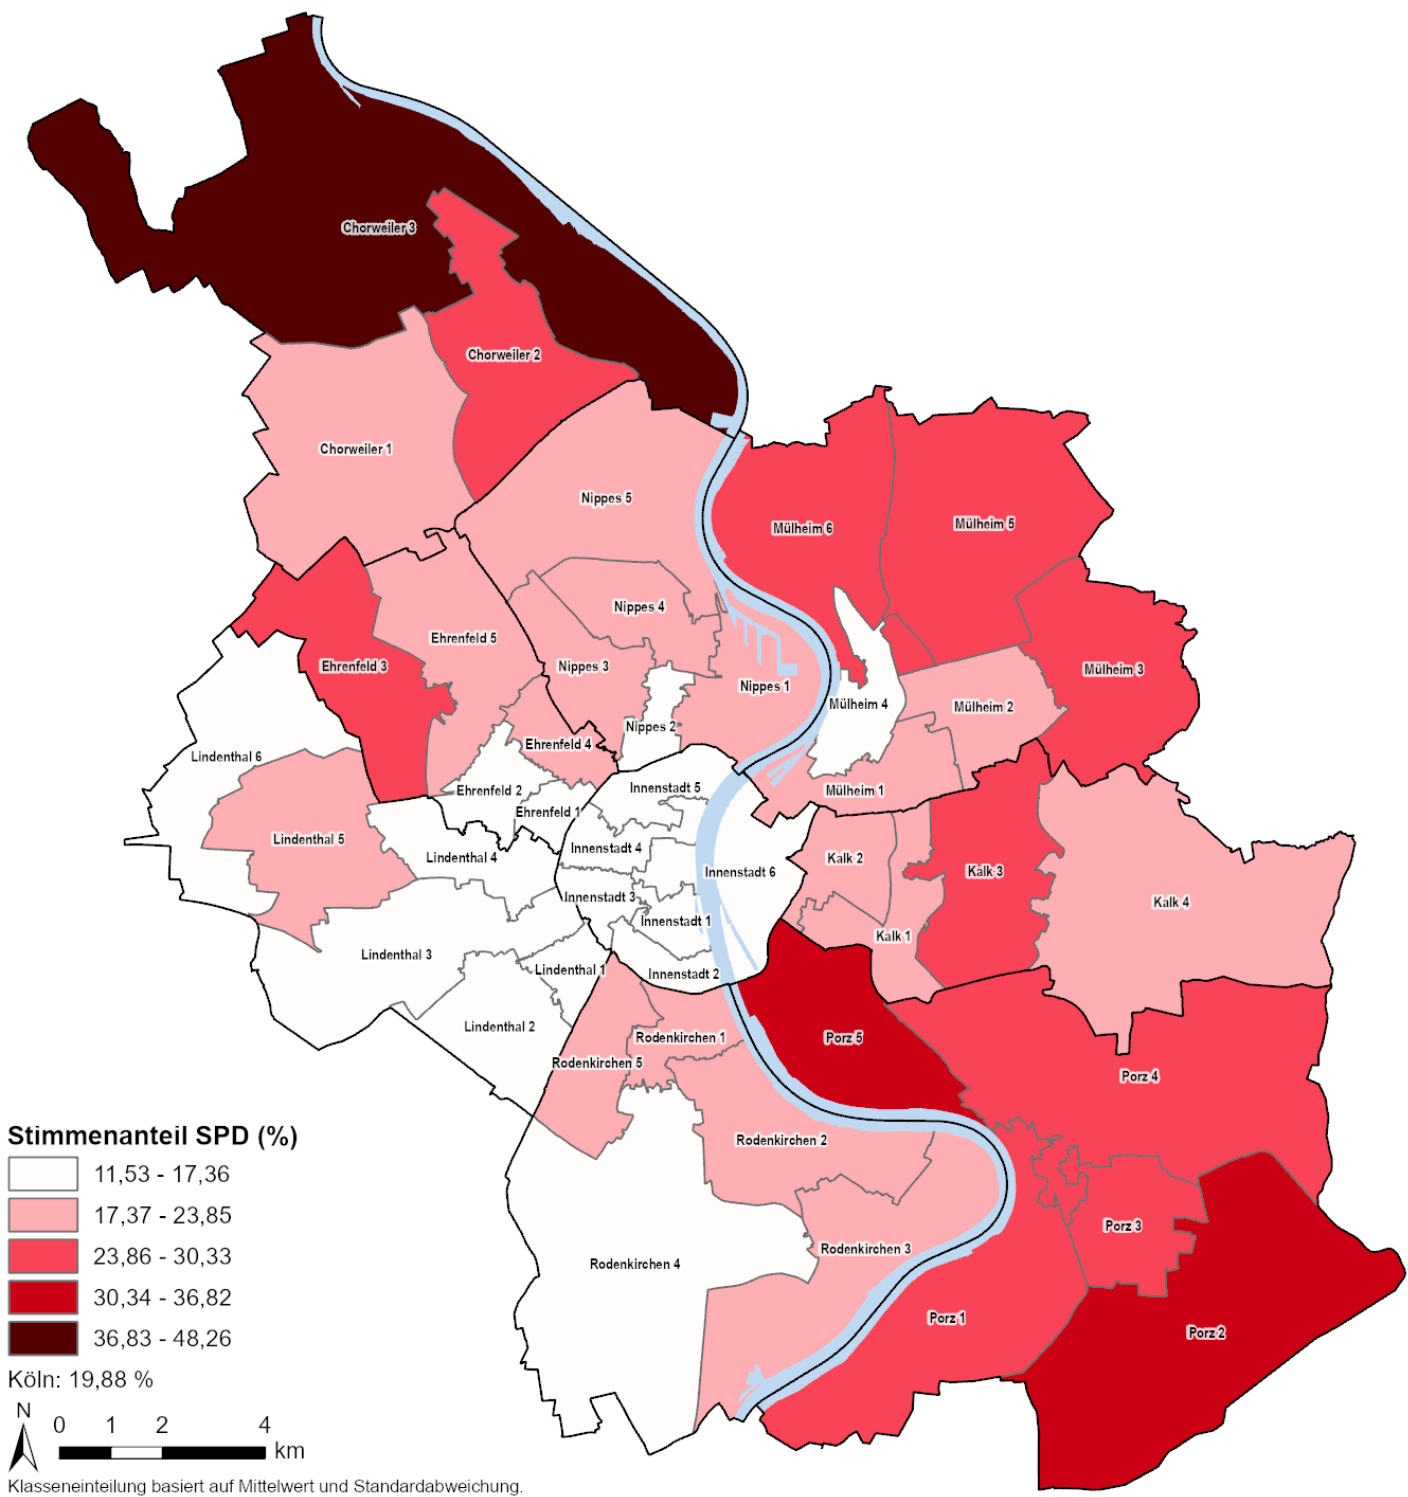 Chorweiler 3
Chorweiler 2
Chorweiler 1
Nippes 5
Mülheim 6
Mülheim 5
Nippes 4
Ehrenfeld 5
Ehrenfeld 3
Nippes 3
Nippes 1
Mülheim 3
Mülheim 4
Mülheim 2
Nippes 2
Ehrenfeld 4
Lindenthal 6
Ehrenfeld 2
Innenstadt 5
Mülheim 1
Ehrenfeld 1
Lindenthal 5
Innenstadt 4
Lindenthal 4
Kalk 2
Innenstadt 6
Kalk 3
Innenstadt 3
Kalk 4
Innenstadt 1
Kalk 1
Lindenthal 3
Lindenthal 1
Innenstadt 2
Lindenthal 2
Rodenkirchen 1
Porz 5
Rodenkirchen 5
Porz 4
Rodenkirchen 2
Porz 3
Rodenkirchen 3
Rodenkirchen 4
Porz 1
Porz 2
Stimmenanteil SPD (%)
11,53 - 17,36
17,37 - 23,85
23,86 - 30,33
30,34 - 36,82
36,83 - 48,26
Köln: 19,88 %
N
0 1 2 4
km
Klasseneinteilung basiert auf Mittelwert und Standardabweichung.